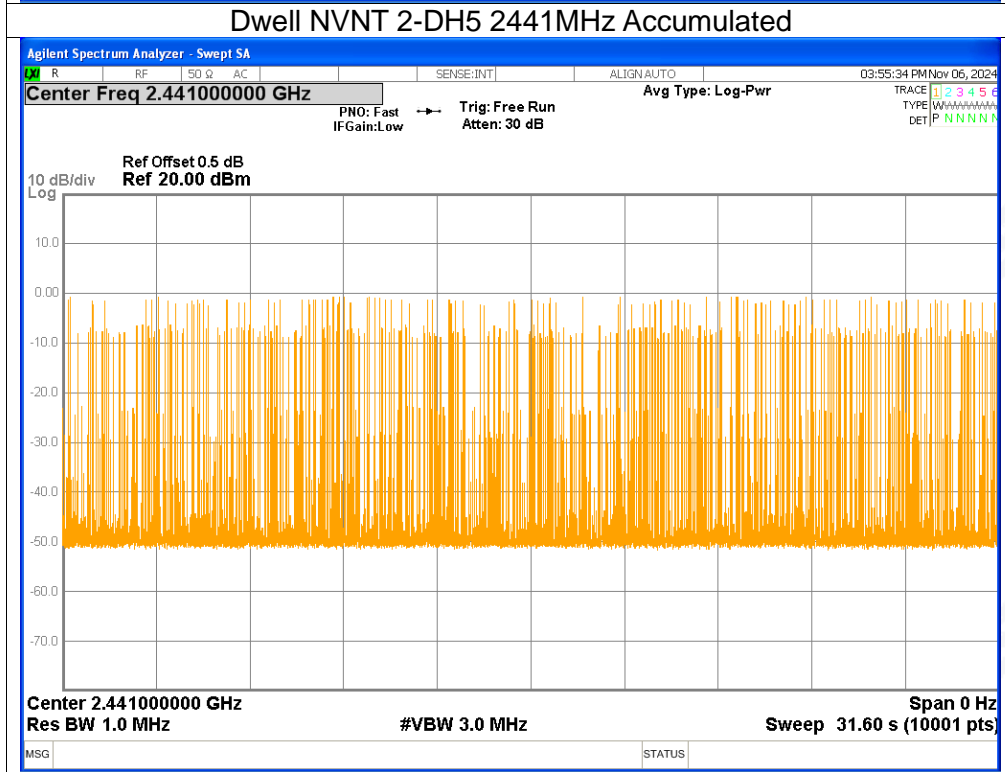 Dwell NVNT 2-DH5 2441MHz Accumulated
Agilent Spectrum Analyzer - Swept SA
LXI R RF 50 Ω AC SENSE:INT ALIGN AUTO 03:55:34 PM Nov 06, 2024
Center Freq 2.441000000 GHz
PNO: Fast
IFGain:Low
Trig: Free Run
Atten: 30 dB
Avg Type: Log-Pwr
TRACE 1 2 3 4 5 6
TYPE
DET P N N N N N
Ref Offset 0.5 dB
10 dB/div Ref 20.00 dBm
Log
10.0
0.00
-10.0
-20.0
-30.0
-40.0
-50.0
-60.0
-70.0
Center 2.441000000 GHz Span 0 Hz
Res BW 1.0 MHz #VBW 3.0 MHz Sweep 31.60 s (10001 pts)
MSG STATUS